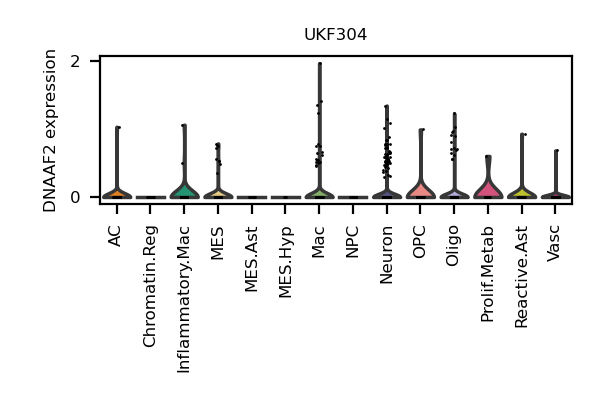 UKF304
DNAAF2 expression
2
0
AC
Chromatin.Reg
Inflammatory.Mac
MES
MES.Ast
MES.Hyp
Mac
NPC
Neuron
OPC
Oligo
Prolif.Metab
Reactive.Ast
Vasc